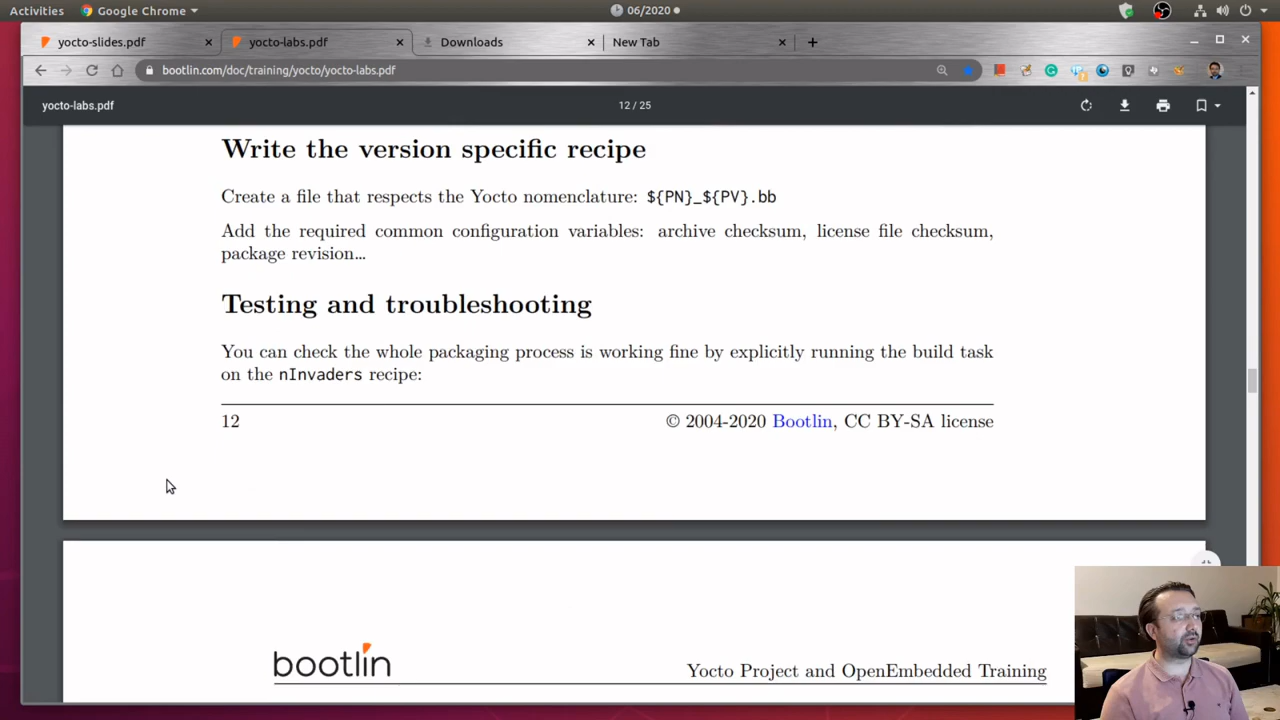 Activities Google Chrome 06/2020
yocto-slides.pdf yocto-labs.pdf Downloads New Tab
bootlin.com/doc/training/yocto/yocto-labs.pdf
yocto-labs.pdf 12 / 25
Write the version specific recipe
Create a file that respects the Yocto nomenclature: ${PN}_${PV}.bb
Add the required common configuration variables: archive checksum, license file checksum,
package revision…
Testing and troubleshooting
You can check the whole packaging process is working fine by explicitly running the build task
on the nInvaders recipe:
12 © 2004-2020 Bootlin, CC BY-SA license
bootlin Yocto Project and OpenEmbedded Training